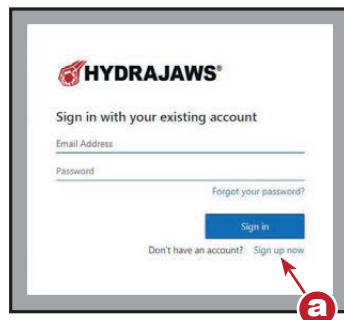 HYDRAJAWS®
Sign in with your existing account
Email Address
Password
Forgot your password?
Sign in
Don't have an account? Sign up now
a